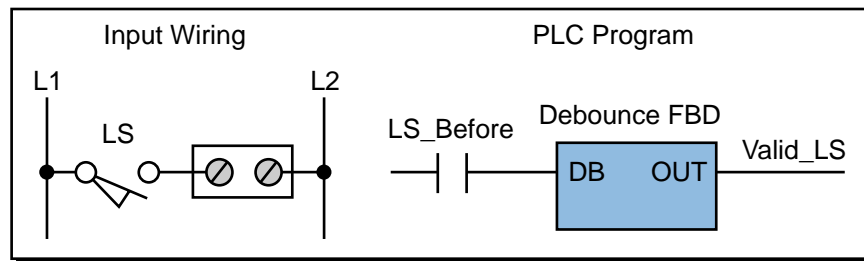 Input Wiring
L1
L2
LS
PLC Program
LS_Before
Debounce FBD
DB OUT
Valid_LS